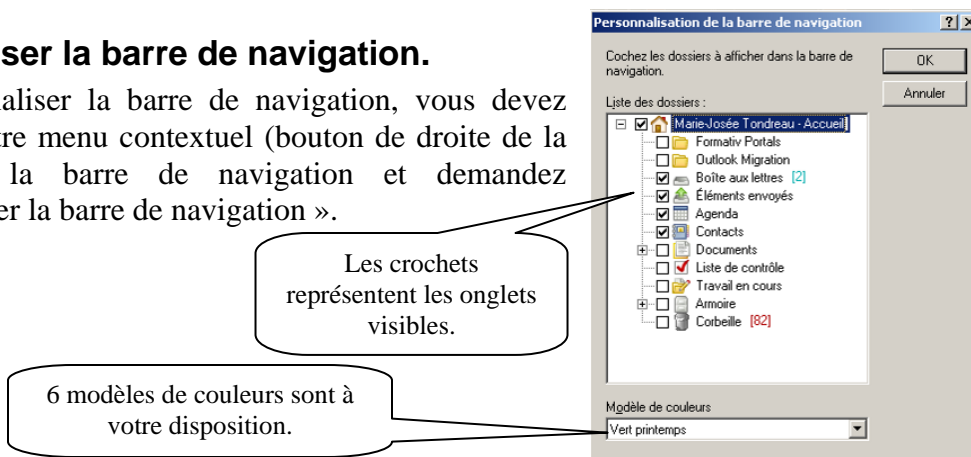 ser la barre de navigation.
naliser la barre de navigation, vous devez
tre menu contextuel (bouton de droite de la
la barre de navigation et demandez
er la barre de navigation ».
Les crochets
représentent les onglets
visibles.
6 modèles de couleurs sont à
votre disposition.
Personnalisation de la barre de navigation
Cochez les dossiers à afficher dans la barre de
navigation.
OK
Annuler
Liste des dossiers :
Marie-Josée Tondreau - Accueil
Formativ Portals
Outlook Migration
Boîte aux lettres [2]
Éléments envoyés
Agenda
Contacts
Documents
Liste de contrôle
Travail en cours
Armoire
Corbeille [82]
Modèle de couleurs
Vert printemps